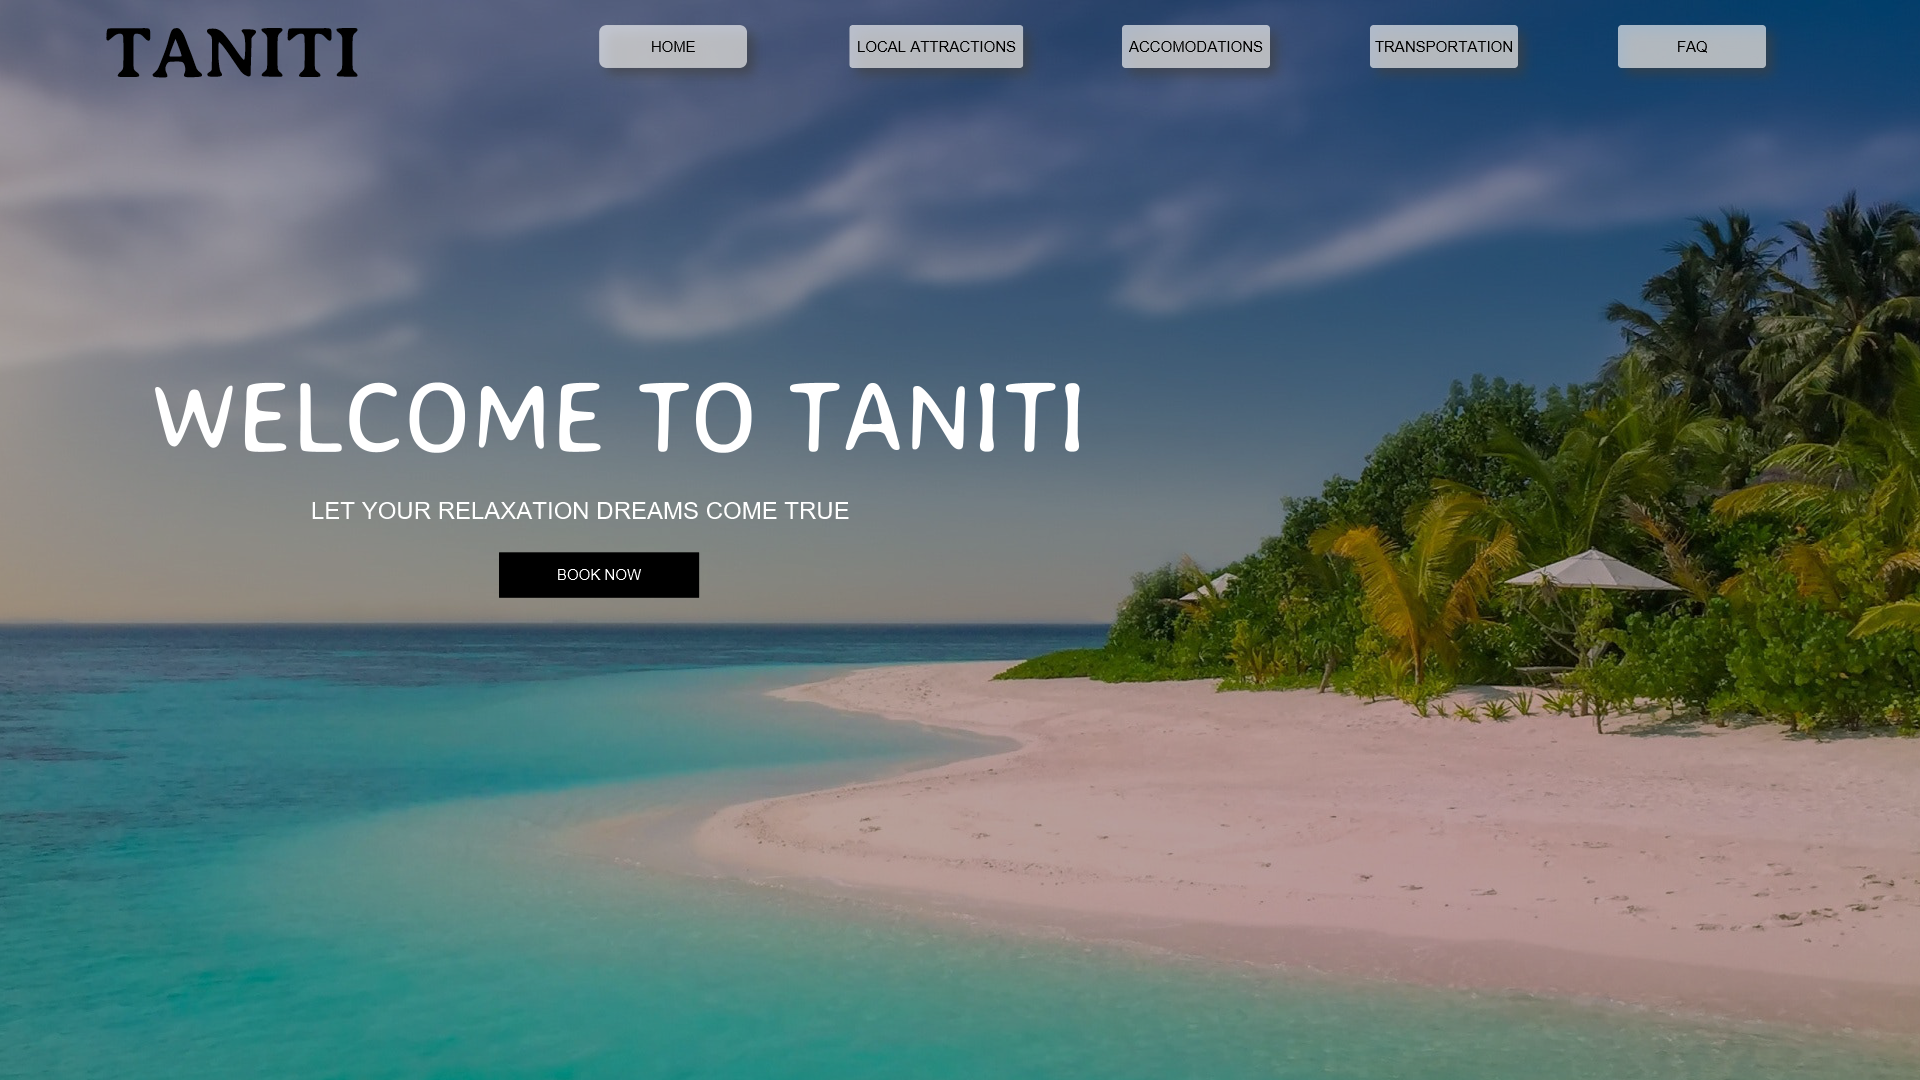 TANITI
HOME
LOCAL ATTRACTIONS
ACCOMODATIONS
TRANSPORTATION
FAQ
WELCOME TO TANITI
LET YOUR RELAXATION DREAMS COME TRUE
BOOK NOW